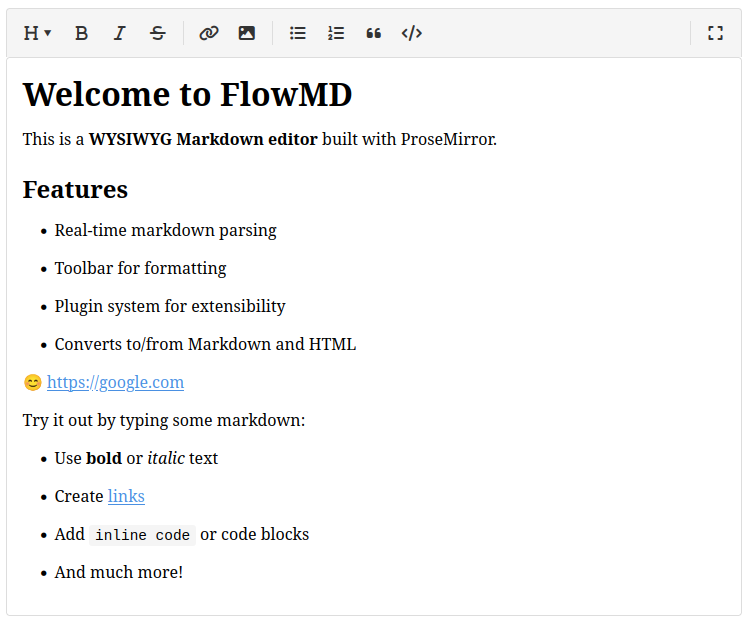 H B I S
Welcome to FlowMD
This is a WYSIWYG Markdown editor built with ProseMirror.
Features
• Real-time markdown parsing
• Toolbar for formatting
• Plugin system for extensibility
• Converts to/from Markdown and HTML
😊 https://google.com
Try it out by typing some markdown:
• Use bold or italic text
• Create links
• Add inline code or code blocks
• And much more!